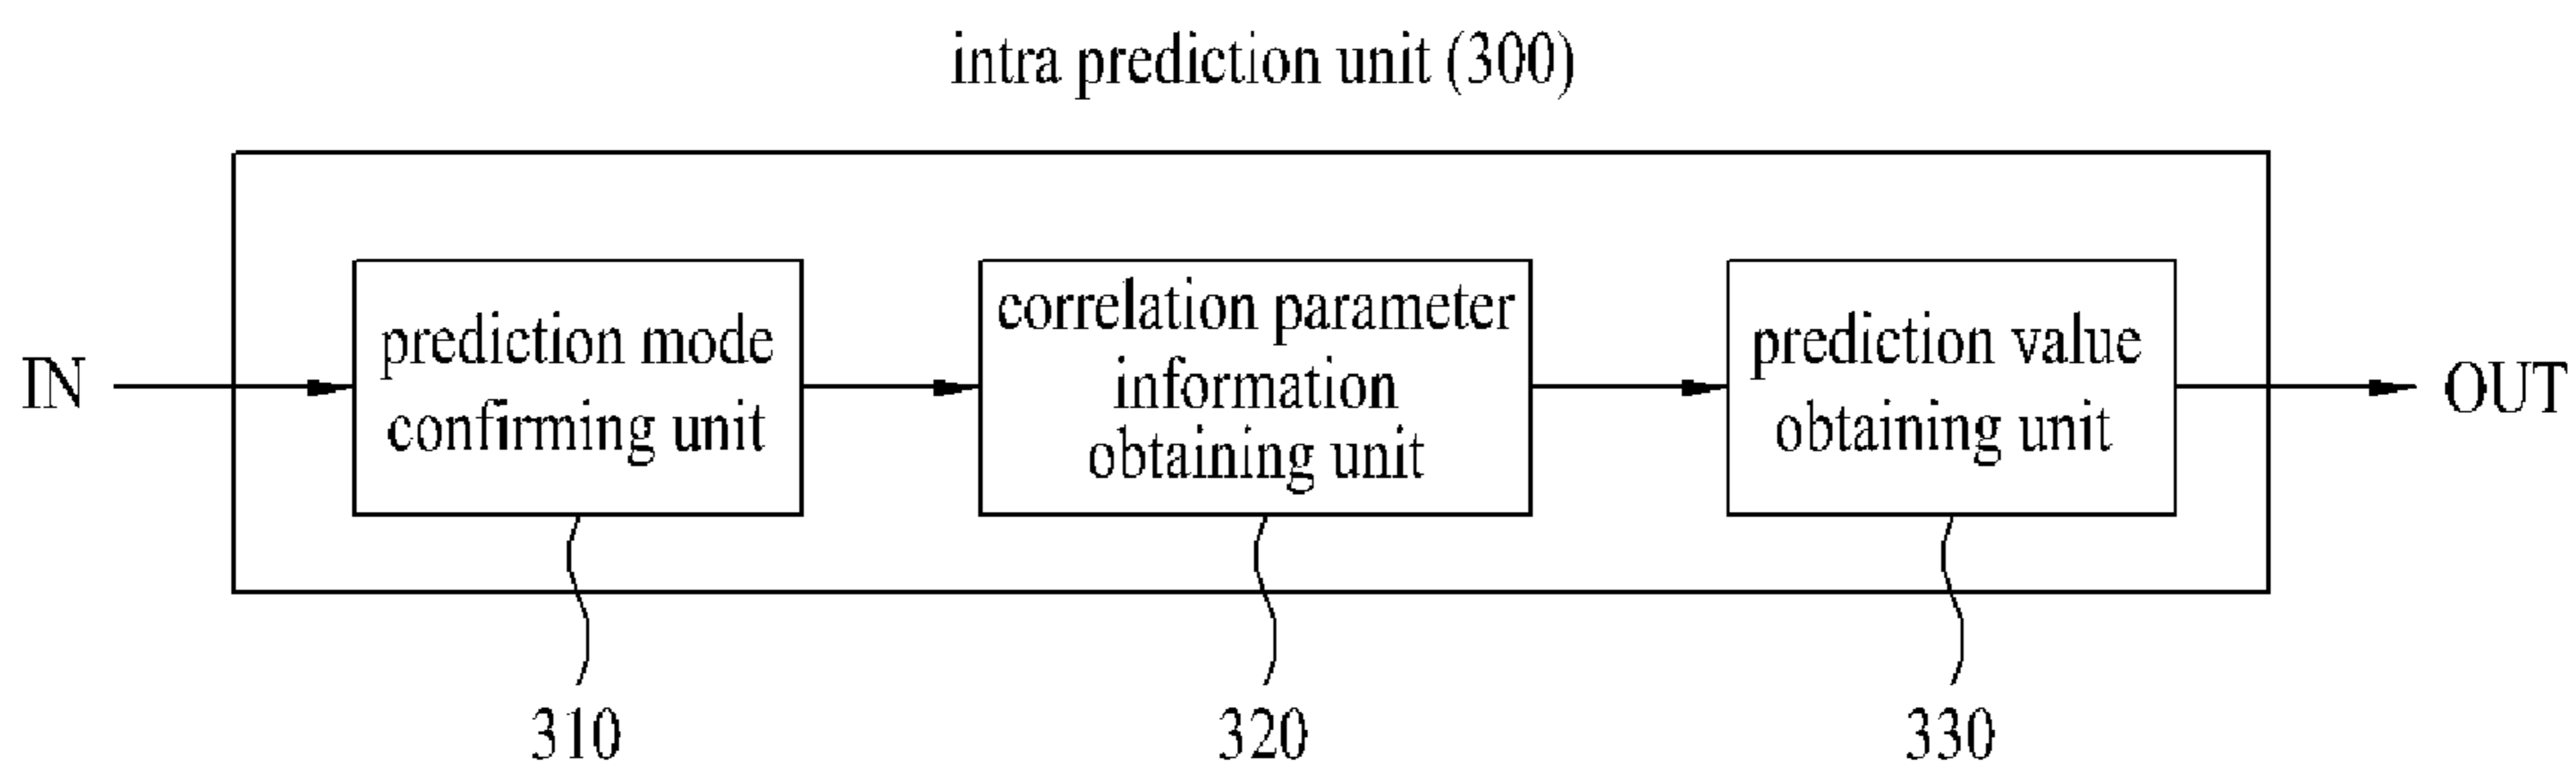 intra prediction unit (300)
IN
prediction mode
confirming unit
correlation parameter
information
obtaining unit
prediction value
obtaining unit
OUT
310
320
330